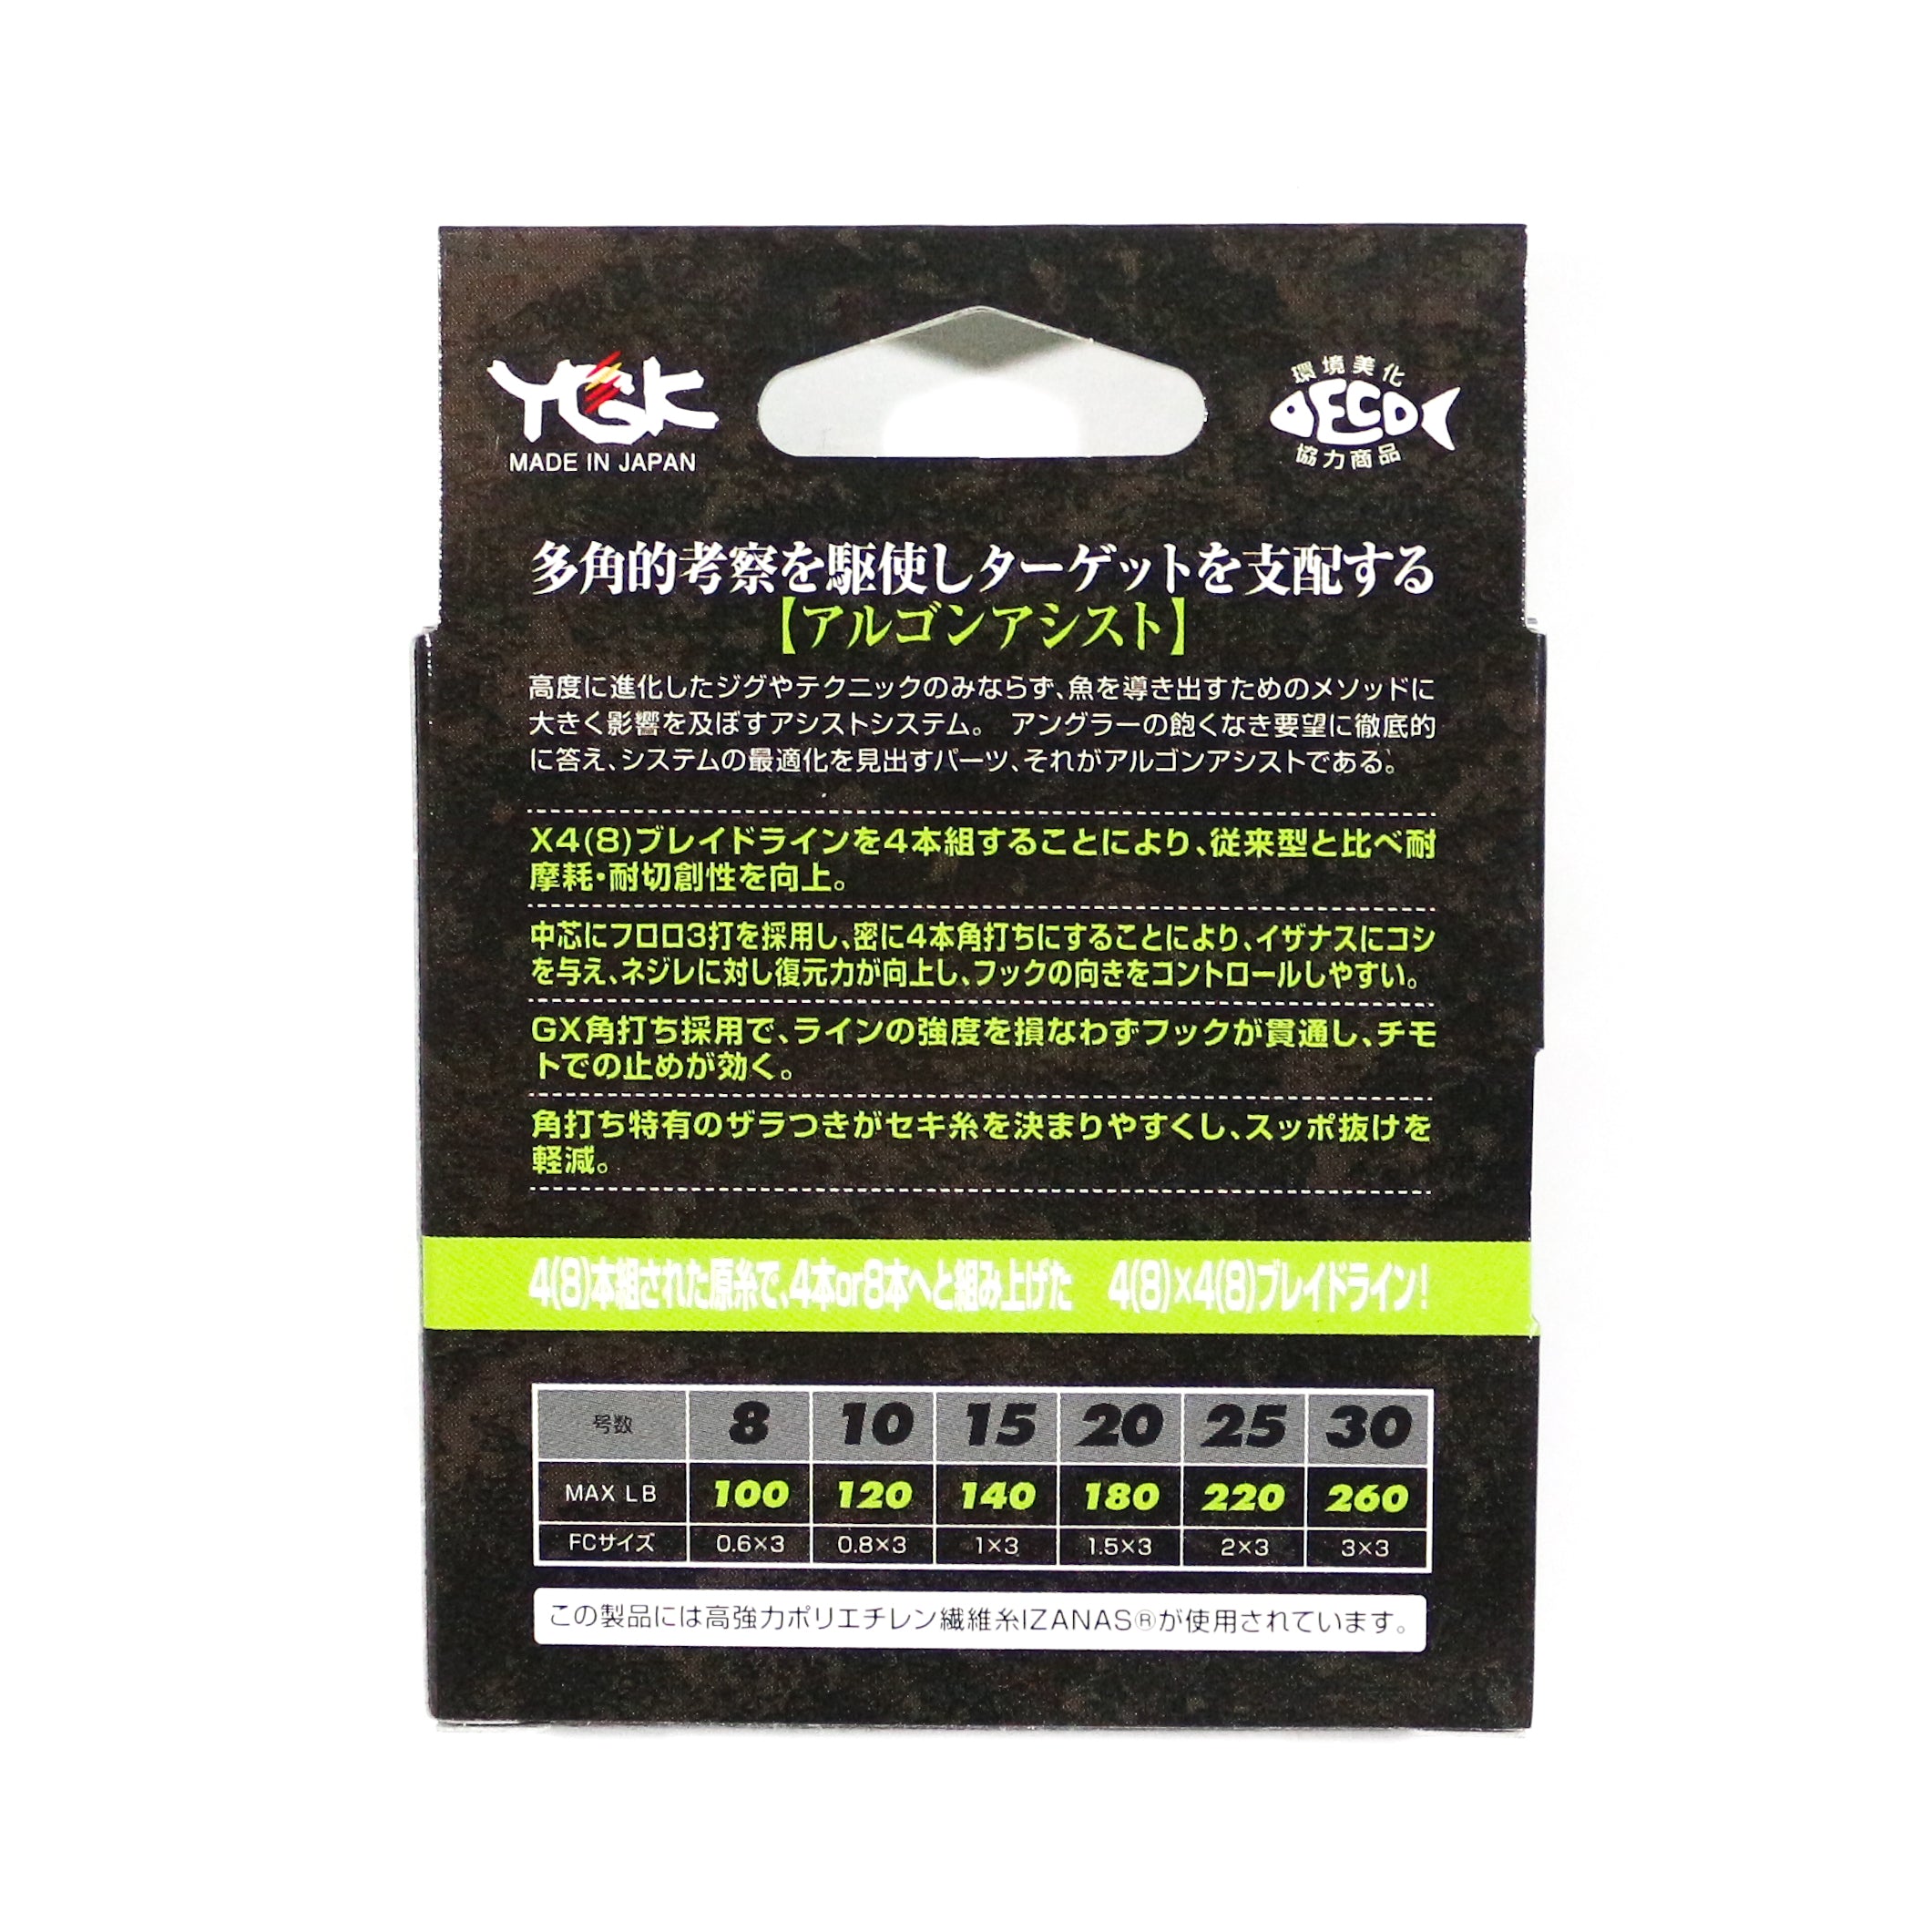 YGK
MADE IN JAPAN
環境美化
ECO
協力商品
多角的考察を駆使しターゲットを支配する
【アルゴンアシスト】
高度に進化したジグやテクニックのみならず、魚を導き出すためのメソッドに
大きく影響を及ぼすアシストシステム。 アングラーの飽くなき要望に徹底的
に答え、システムの最適化を見出すパーツ、それがアルゴンアシストである。
X4(8)ブレイドラインを4本組することにより、従来型と比べ耐
摩耗・耐切創性を向上。
中芯にフロロ3打を採用し、密に4本角打ちにすることにより、イザナスにコシ
を与え、ネジレに対し復元力が向上し、フックの向きをコントロールしやすい。
GX角打ち採用で、ラインの強度を損なわずフックが貫通し、チモ
トでの止めが効く。
角打ち特有のザラつきがセキ糸を決まりやすくし、スッポ抜けを
軽減。
4(8)本組された原糸で、4本or8本へと組み上げた 4(8)×4(8)ブレイドライン!
号数 8 10 15 20 25 30
MAX LB 100 120 140 180 220 260
FCサイズ 0.6×3 0.8×3 1×3 1.5×3 2×3 3×3
この製品には高強力ポリエチレン繊維糸IZANAS®が使用されています。